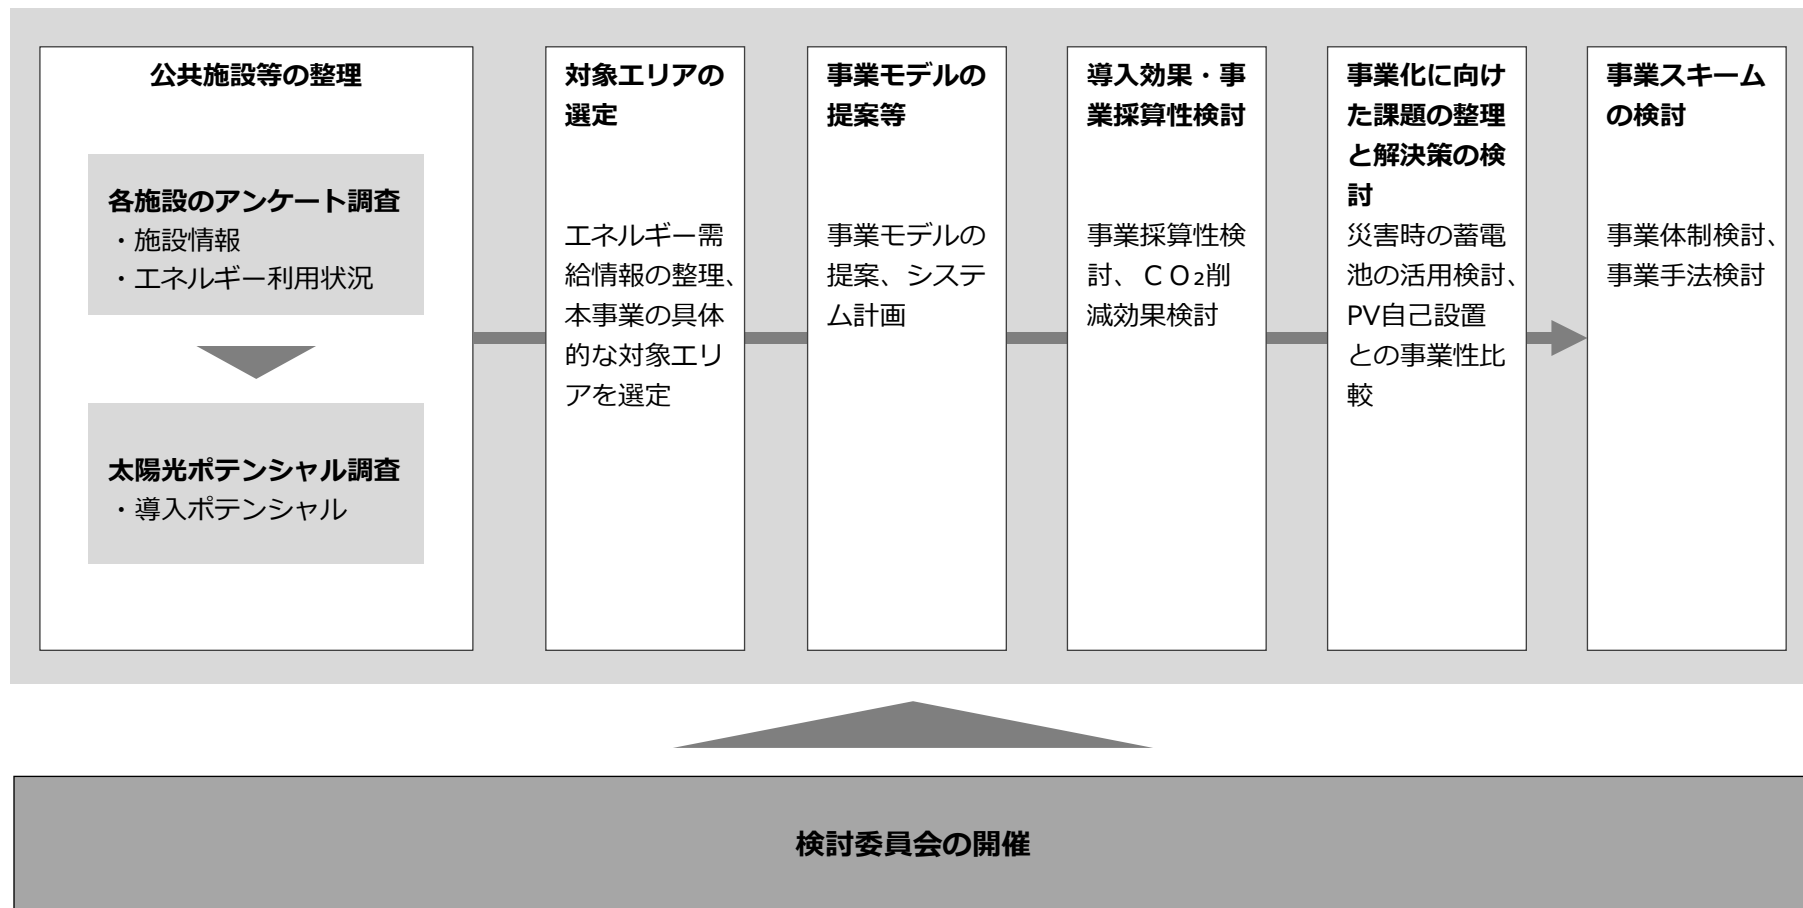 公共施設等の整理
各施設のアンケート調査
・施設情報
・エネルギー利用状況
太陽光ポテンシャル調査
・導入ポテンシャル
対象エリアの
選定
エネルギー需
給情報の整理、
本事業の具体
的な対象エリ
アを選定
事業モデルの
提案等
事業モデルの
提案、システ
ム計画
導入効果・事
業採算性検討
事業採算性検
討、ＣＯ₂削
減効果検討
事業化に向け
た課題の整理
と解決策の検
討
災害時の蓄電
池の活用検討、
PV自己設置
との事業性比
較
事業スキーム
の検討
事業体制検討、
事業手法検討
検討委員会の開催